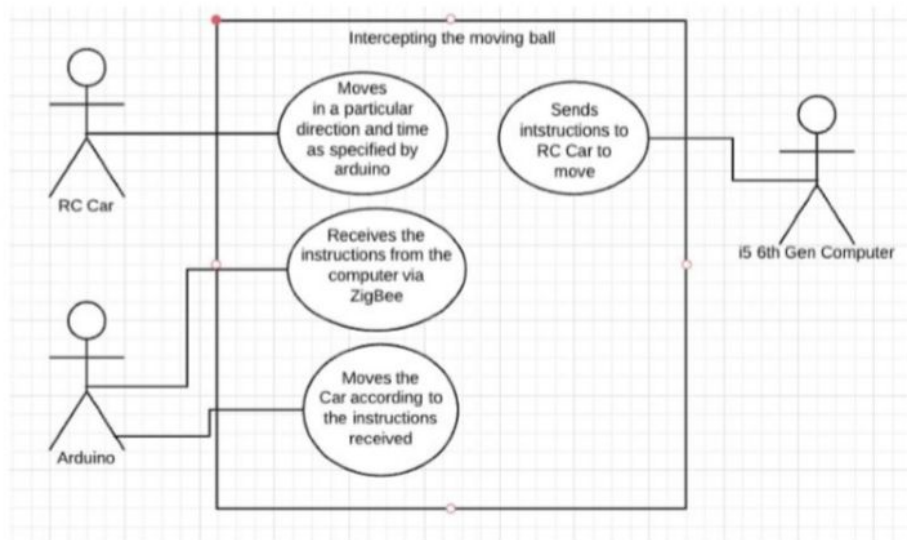 Intercepting the moving ball
Moves
in a particular
direction and time
as specified by
arduino
Sends
intstructions to
RC Car to
move
RC Car
i5 6th Gen Computer
Receives the
instructions from the
computer via
ZigBee
Moves the
Car according to
the instructions
received
Arduino